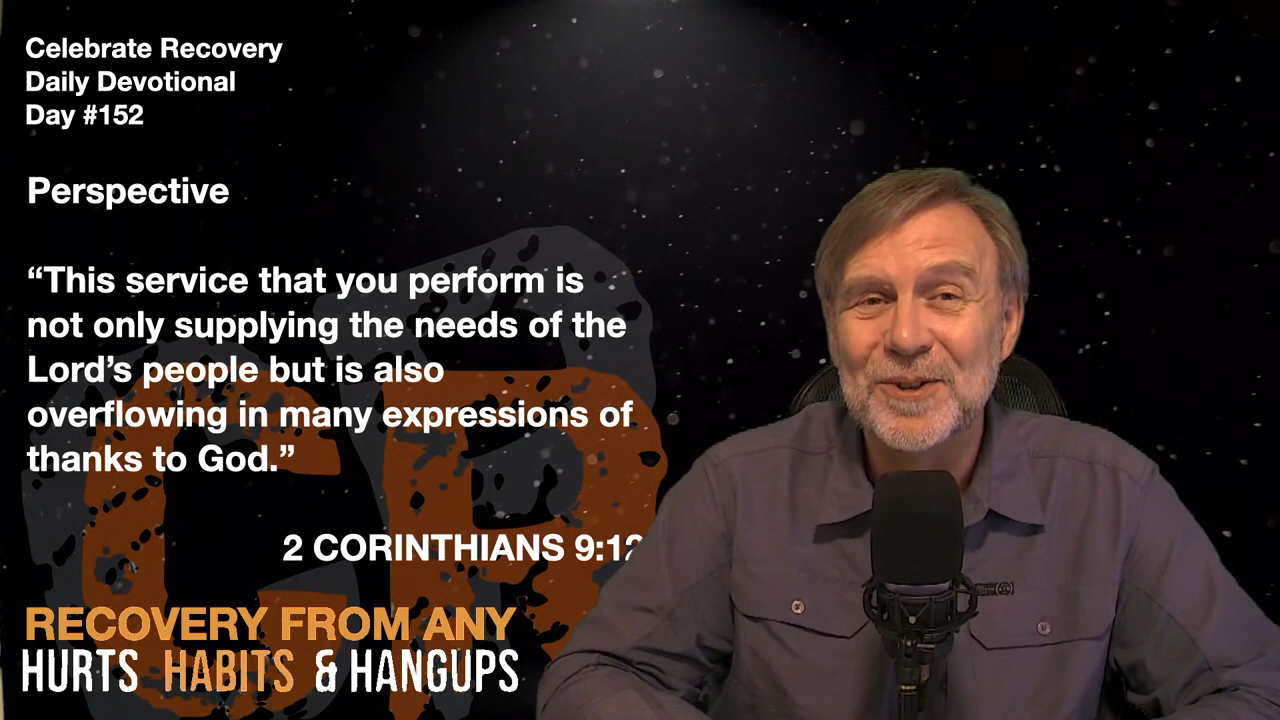 Celebrate Recovery
Daily Devotional
Day #152
Perspective
“This service that you perform is
not only supplying the needs of the
Lord’s people but is also
overflowing in many expressions of
thanks to God.”
2 CORINTHIANS 9:12
RECOVERY FROM ANY
HURTS HABITS & HANGUPS
CR